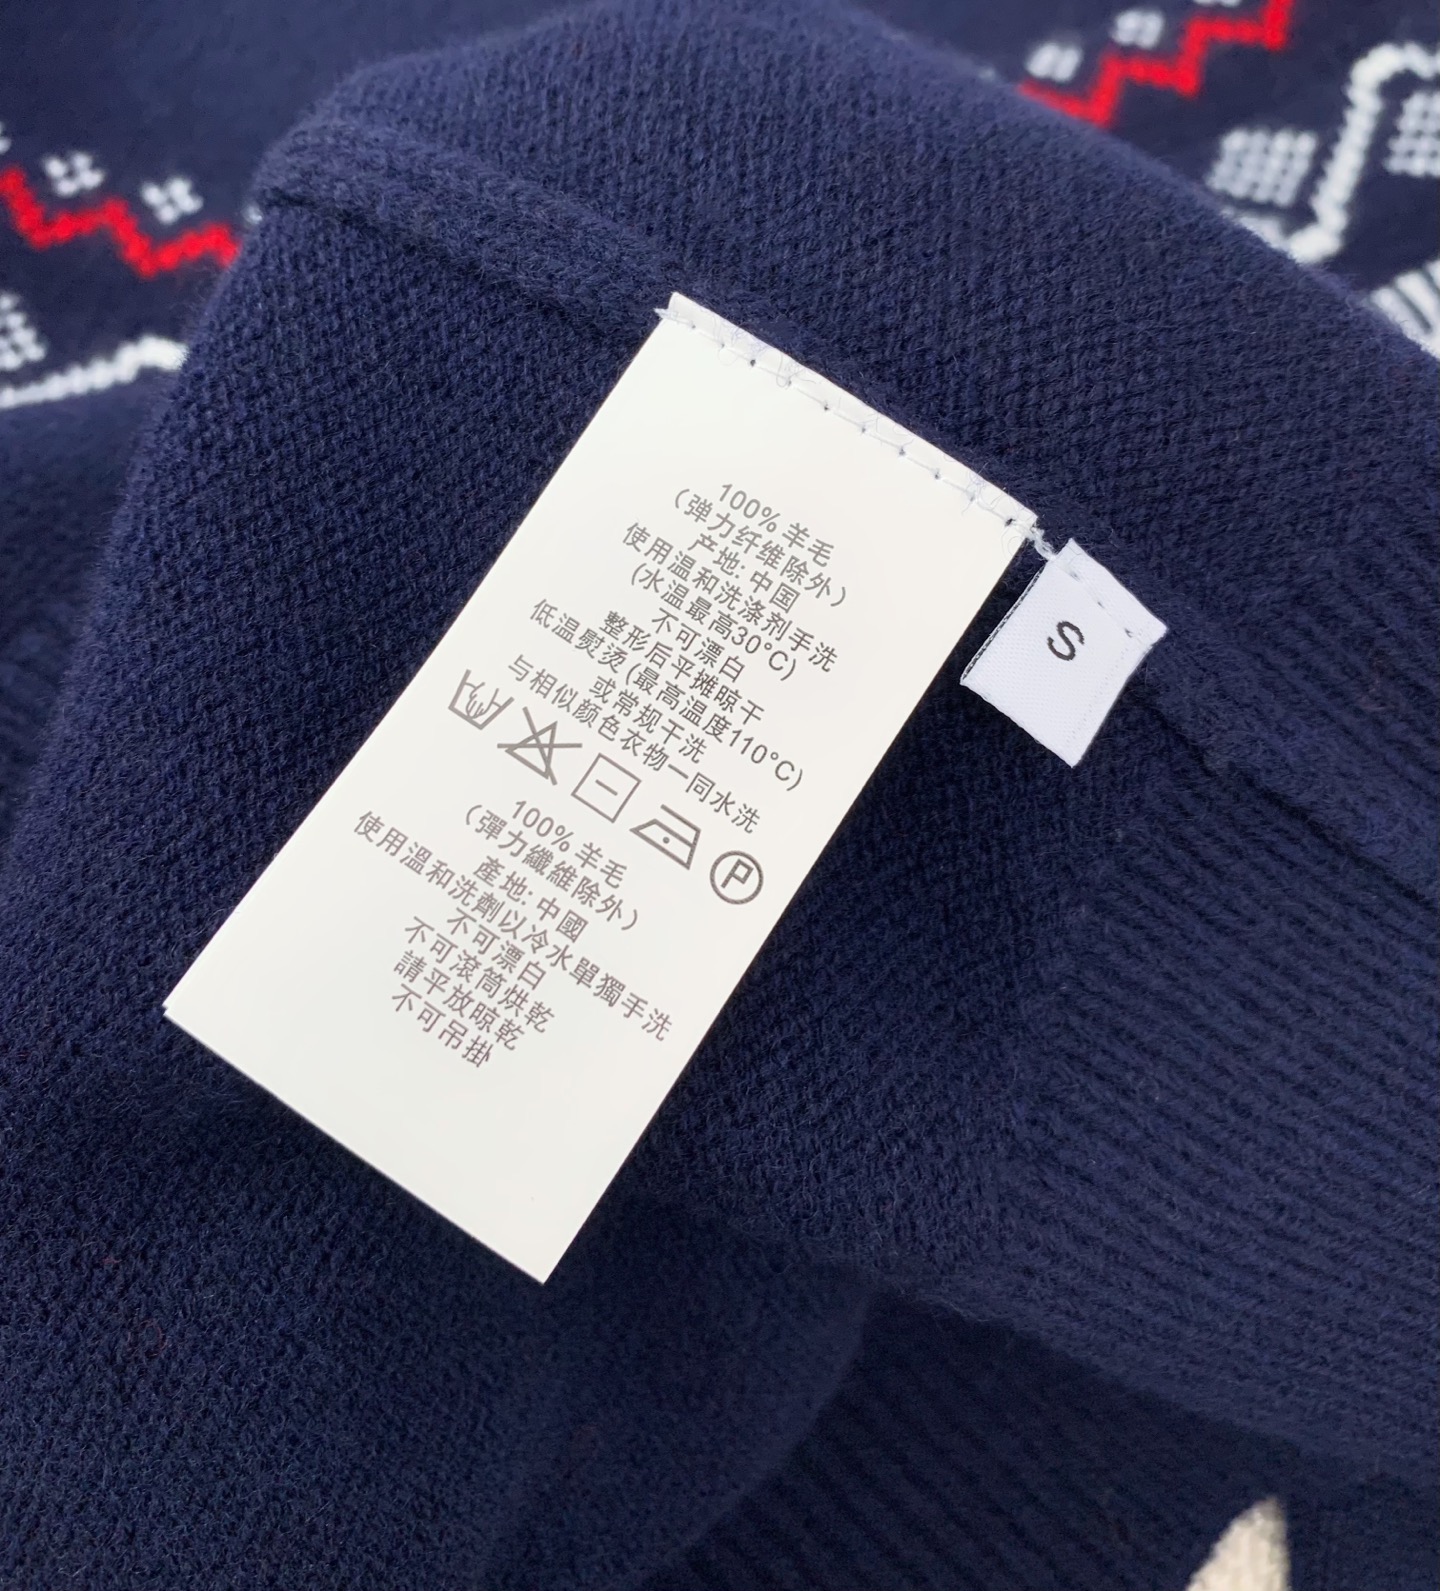 100% 羊毛
(弹力纤维除外)
产地: 中国
使用温和洗涤剂手洗
(水温最高30°C)
不可漂白
整形后平摊晾干
低温熨烫(最高温度110°C)
或常规干洗
与相似颜色衣物一同水洗
P
100% 羊毛
(彈力纖維除外)
產地: 中國
使用溫和洗劑以冷水單獨手洗
不可漂白
不可滾筒烘乾
請平放晾乾
不可吊掛
S